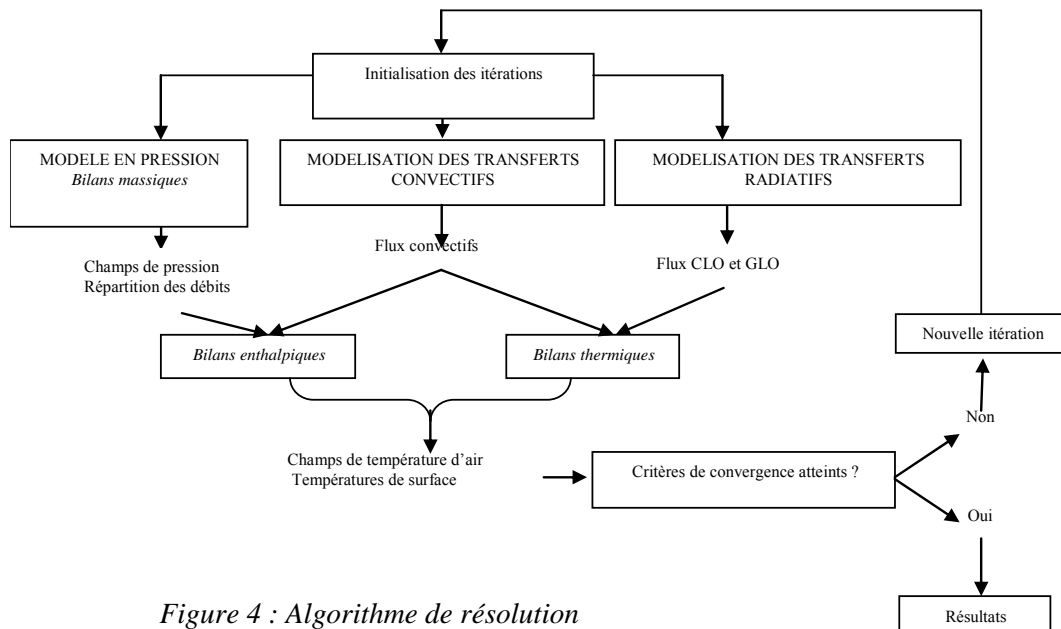 Initialisation des itérations
MODELE EN PRESSION
Bilans massiques
MODELISATION DES TRANSFERTS
CONVECTIFS
MODELISATION DES TRANSFERTS
RADIATIFS
Flux convectifs
Champs de pression
Répartition des débits
Flux CLO et GLO
Bilans enthalpiques
Bilans thermiques
Nouvelle itération
Non
Champs de température d’air
Températures de surface
Critères de convergence atteints ?
Oui
Résultats
Figure 4 : Algorithme de résolution